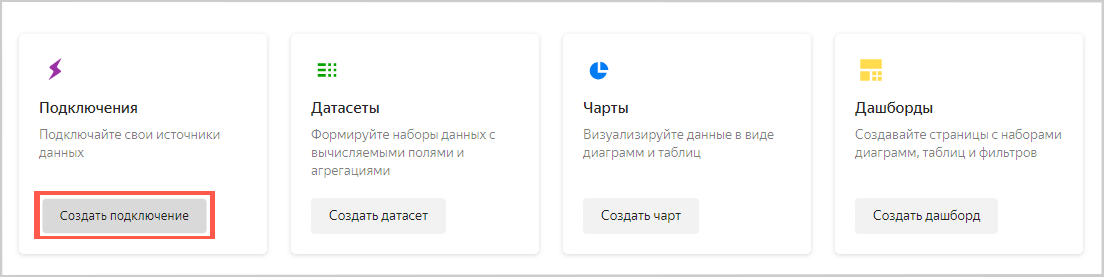 Подключения
Подключайте свои источники
данных
Создать подключение
Датасеты
Формируйте наборы данных с
вычисляемыми полями и
агрегациями
Создать датасет
Чарты
Визуализируйте данные в виде
диаграмм и таблиц
Создать чарт
Дашборды
Создавайте страницы с наборами
диаграмм, таблиц и фильтров
Создать дашборд